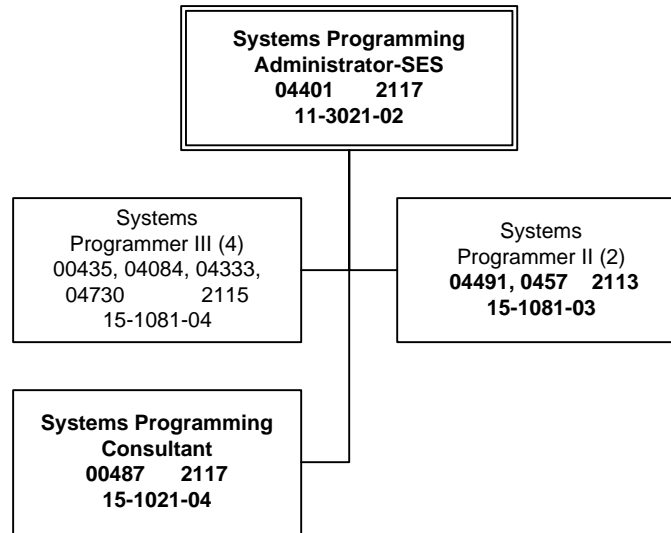 Systems Programming
Administrator-SES
04401 2117
11-3021-02
Systems
Programmer III (4)
00435, 04084, 04333,
04730 2115
15-1081-04
Systems
Programmer II (2)
04491, 0457 2113
15-1081-03
Systems Programming
Consultant
00487 2117
15-1021-04